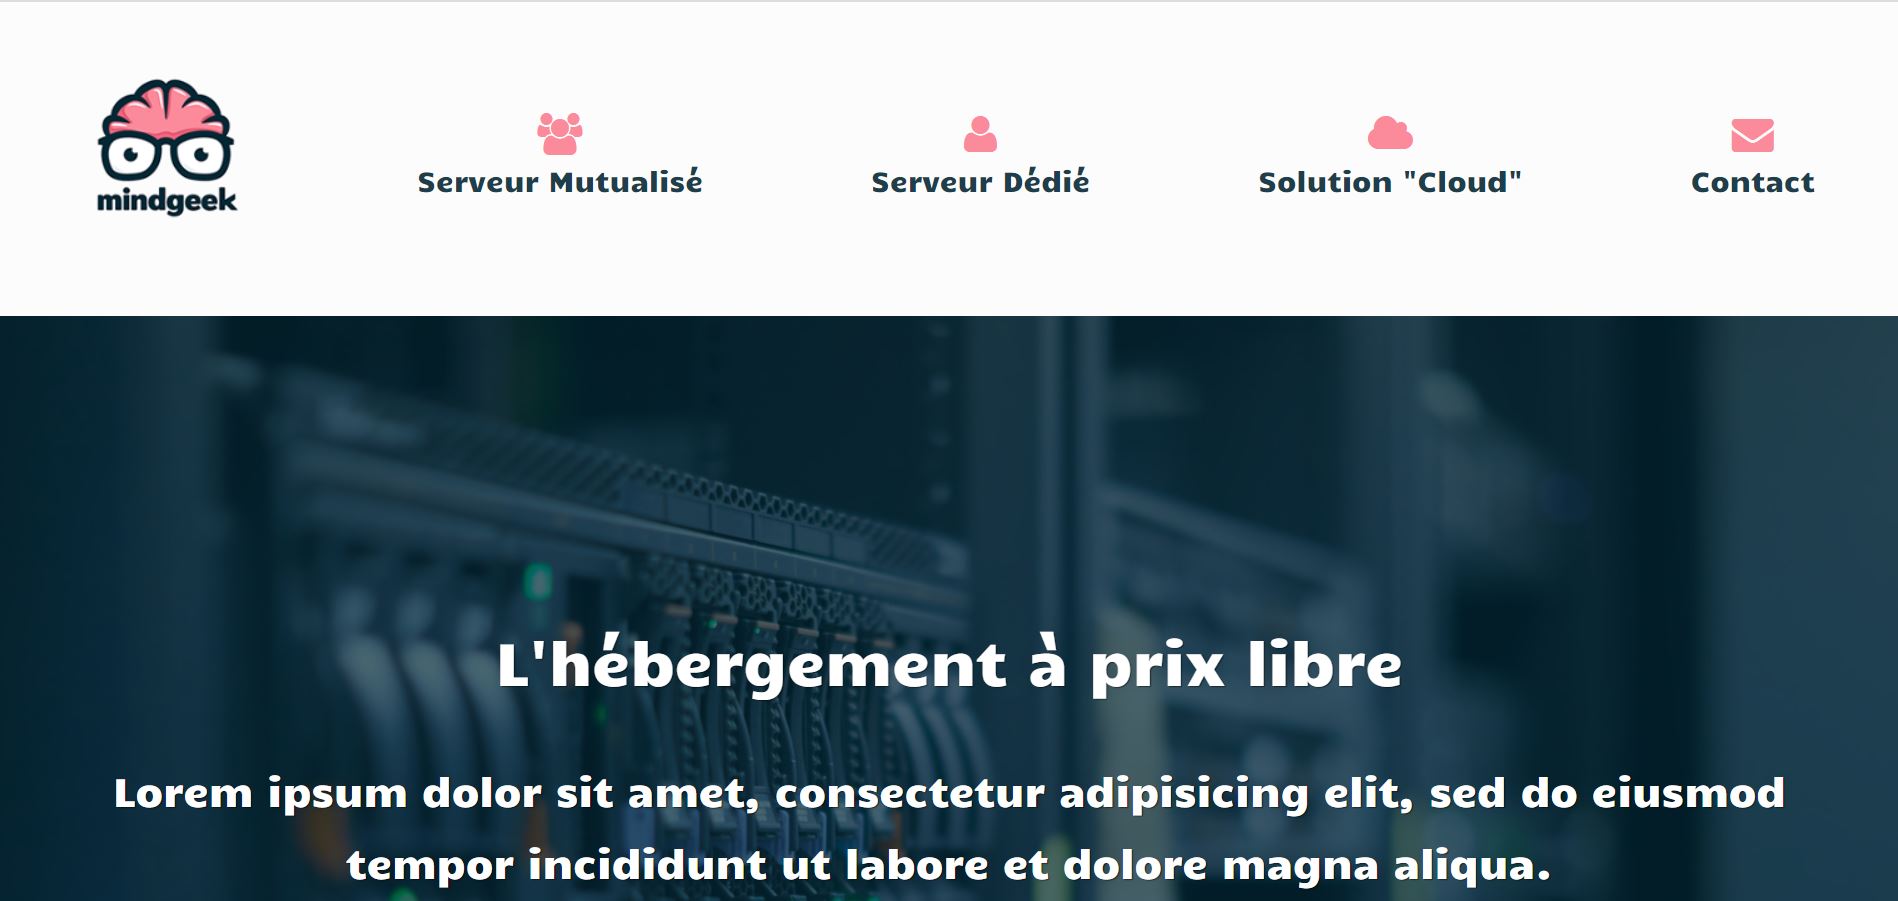 mindgeek
Serveur Mutualisé
Serveur Dédié
Solution "Cloud"
Contact
L'hébergement à prix libre
Lorem ipsum dolor sit amet, consectetur adipisicing elit, sed do eiusmod
tempor incididunt ut labore et dolore magna aliqua.